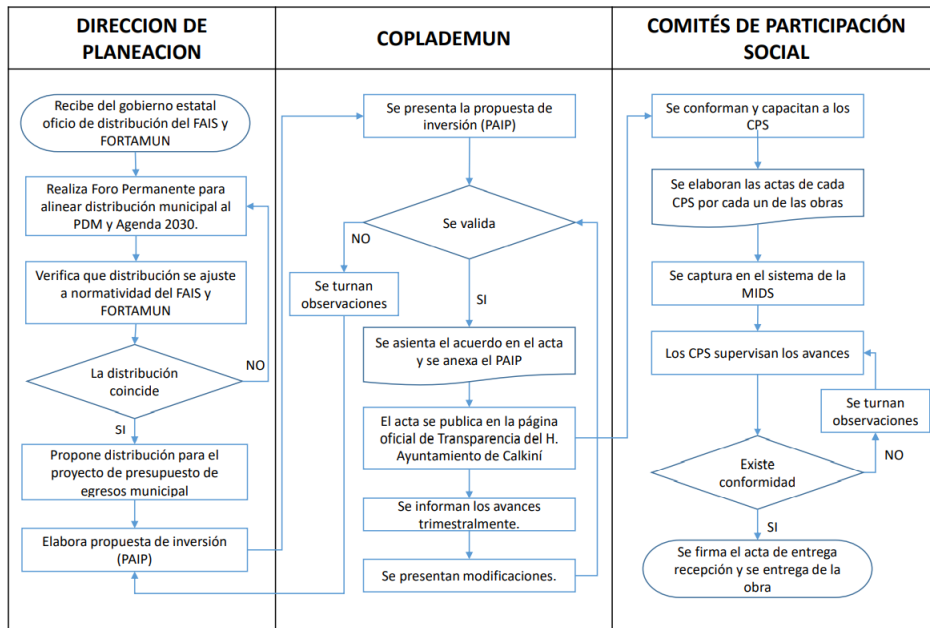 DIRECCION DE
PLANEACION
Recibe del gobierno estatal
oficio de distribución del FAIS y
FORTAMUN
Realiza Foro Permanente para
alinear distribución municipal al
PDM y Agenda 2030.
Verifica que distribución se ajuste
a normatividad del FAIS y
FORTAMUN
La distribución
coincide
NO
SI
Propone distribución para el
proyecto de presupuesto de
egresos municipal
Elabora propuesta de inversión
(PAIP)
COPLADEMUN
Se presenta la propuesta de
inversión (PAIP)
Se valida
NO
Se turnan
observaciones
SI
Se asienta el acuerdo en el acta
y se anexa el PAIP
El acta se publica en la página
oficial de Transparencia del H.
Ayuntamiento de Calkiní
Se informan los avances
trimestralmente.
Se presentan modificaciones.
COMITÉS DE PARTICIPACIÓN
SOCIAL
Se conforman y capacitan a los
CPS
Se elaboran las actas de cada
CPS por cada un de las obras
Se captura en el sistema de la
MIDS
Los CPS supervisan los avances
Se turnan
observaciones
NO
Existe
conformidad
SI
Se firma el acta de entrega
recepción y se entrega de la
obra